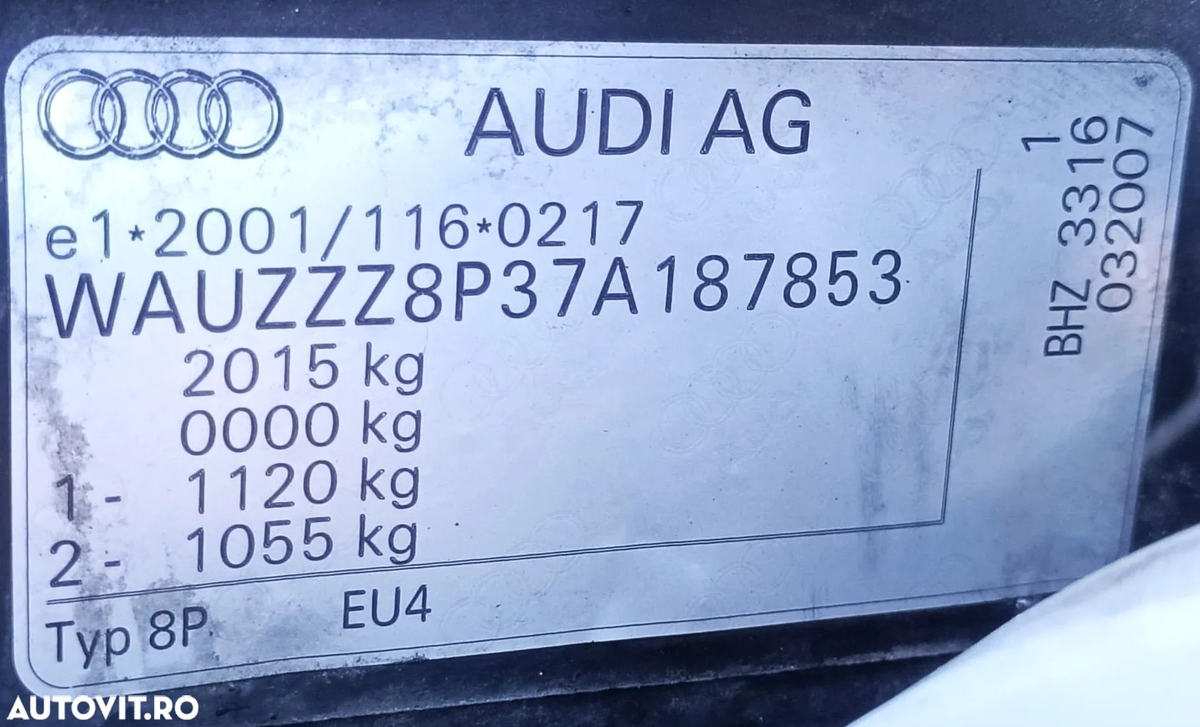 AUDI AG
e1*2001/116*0217
WAUZZZ8P37A187853
2015 kg
0000 kg
1 - 1120 kg
2 - 1055 kg
Typ 8P EU4
1
BHZ 3316
032007
AUTOVIT.RO